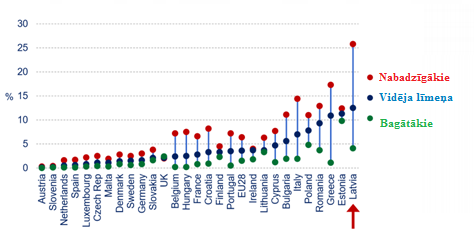 30
25
20
15
10
5
0
%
Nabadzīgākie
Vidēja līmeņa
Bagātākie
Austria
Slovenia
Netherlands
Spain
Luxembourg
Czech Rep
Malta
Denmark
Sweden
Germany
Slovakia
UK
Belgium
Hungary
France
Croatia
Finland
Portugal
EU28
Ireland
Lithuania
Cyprus
Bulgaria
Italy
Poland
Romania
Greece
Estonia
Latvia